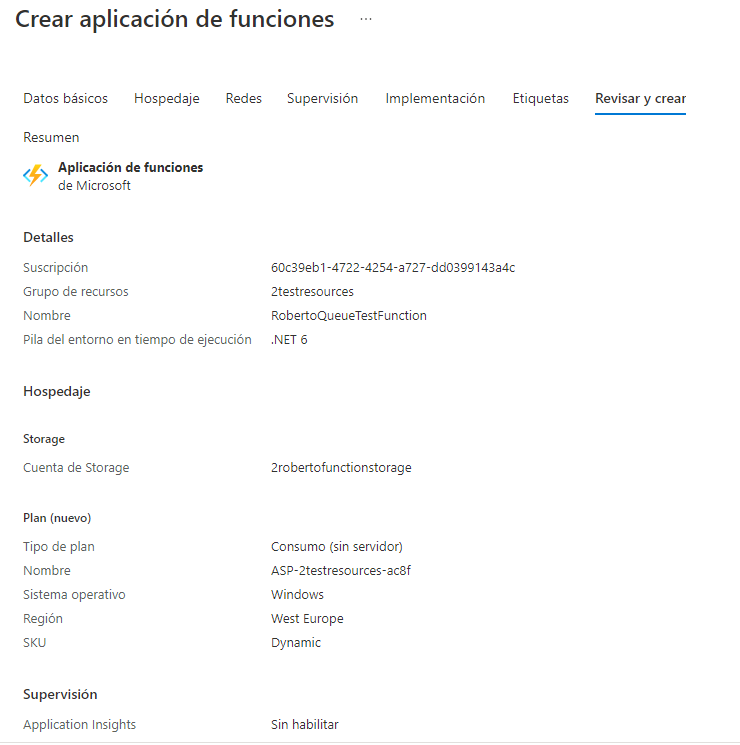 Crear aplicación de funciones ...
Datos básicos Hospedaje Redes Supervisión Implementación Etiquetas Revisar y crear
Resumen
Aplicación de funciones
de Microsoft
Detalles
Suscripción 60c39eb1-4722-4254-a727-dd0399143a4c
Grupo de recursos 2testresources
Nombre RobertoQueueTestFunction
Pila del entorno en tiempo de ejecución .NET 6
Hospedaje
Storage
Cuenta de Storage 2robertofunctionstorage
Plan (nuevo)
Tipo de plan Consumo (sin servidor)
Nombre ASP-2testresources-ac8f
Sistema operativo Windows
Región West Europe
SKU Dynamic
Supervisión
Application Insights Sin habilitar